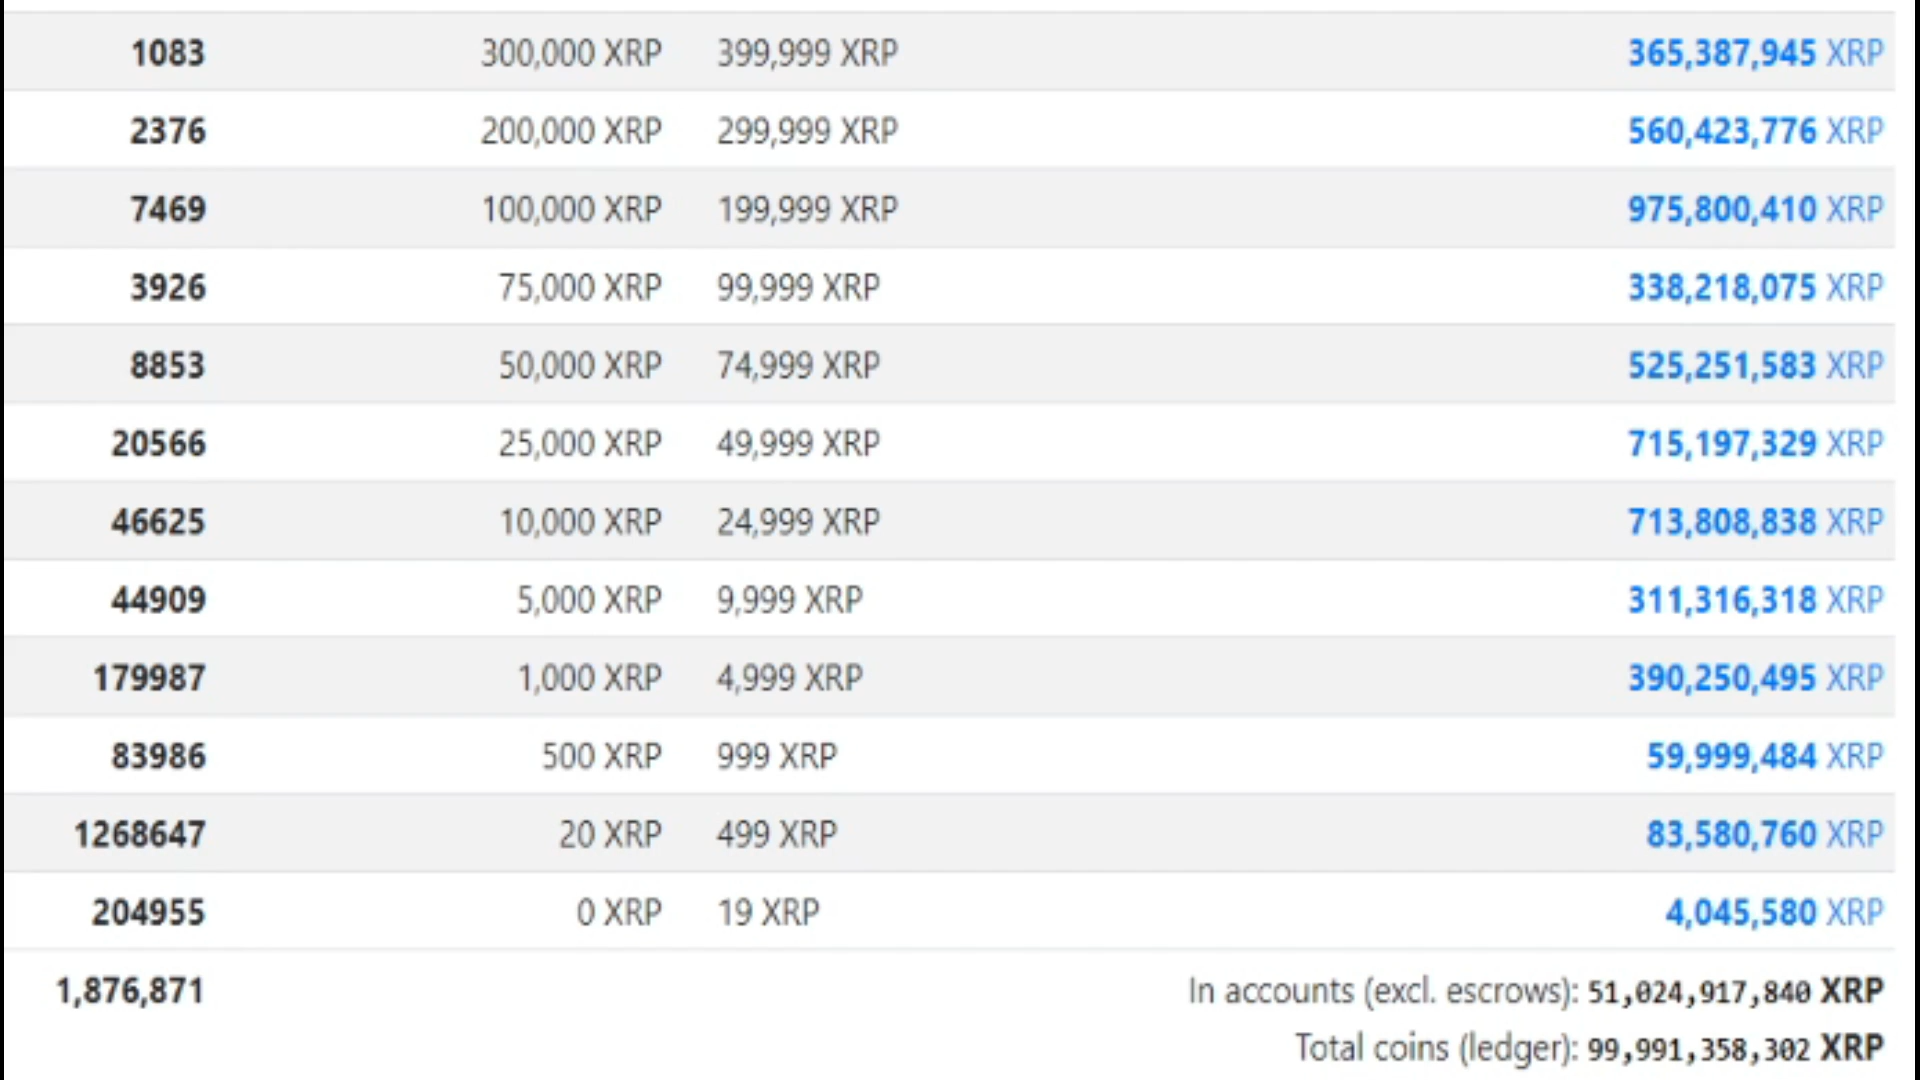 1083 300,000 XRP 399,999 XRP 365,387,945 XRP
2376 200,000 XRP 299,999 XRP 560,423,776 XRP
7469 100,000 XRP 199,999 XRP 975,800,410 XRP
3926 75,000 XRP 99,999 XRP 338,218,075 XRP
8853 50,000 XRP 74,999 XRP 525,251,583 XRP
20566 25,000 XRP 49,999 XRP 715,197,329 XRP
46625 10,000 XRP 24,999 XRP 713,808,838 XRP
44909 5,000 XRP 9,999 XRP 311,316,318 XRP
179987 1,000 XRP 4,999 XRP 390,250,495 XRP
83986 500 XRP 999 XRP 59,999,484 XRP
1268647 20 XRP 499 XRP 83,580,760 XRP
204955 0 XRP 19 XRP 4,045,580 XRP
1,876,871 In accounts (excl. escrows): 51,024,917,840 XRP
Total coins (ledger): 99,991,358,302 XRP